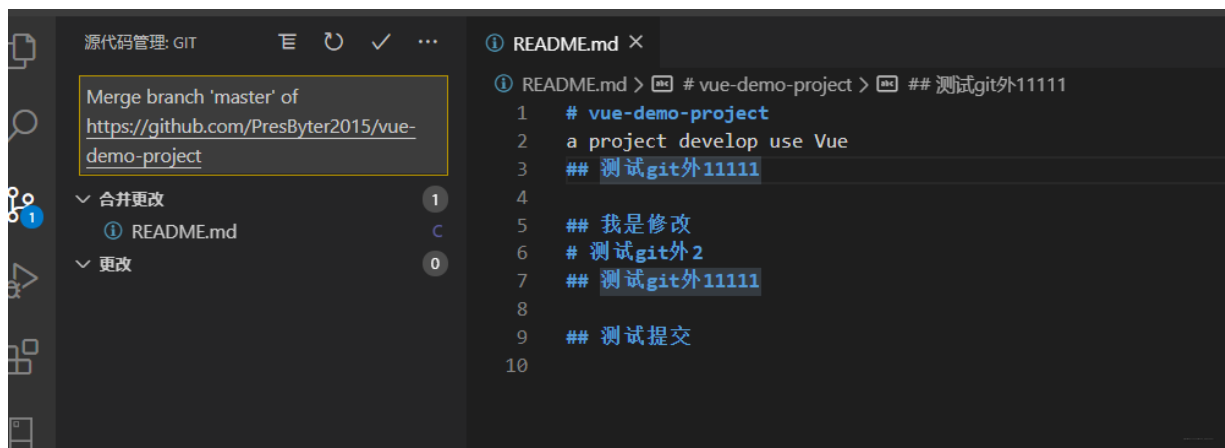 源代码管理: GIT
Merge branch 'master' of
https://github.com/PresByter2015/vue-
demo-project
合并更改 1
README.md C
更改 0
1
README.md
README.md > # vue-demo-project > ## 测试git外11111
1 # vue-demo-project
2 a project develop use Vue
3 ## 测试git外11111
4
5 ## 我是修改
6 # 测试git外2
7 ## 测试git外11111
8
9 ## 测试提交
10